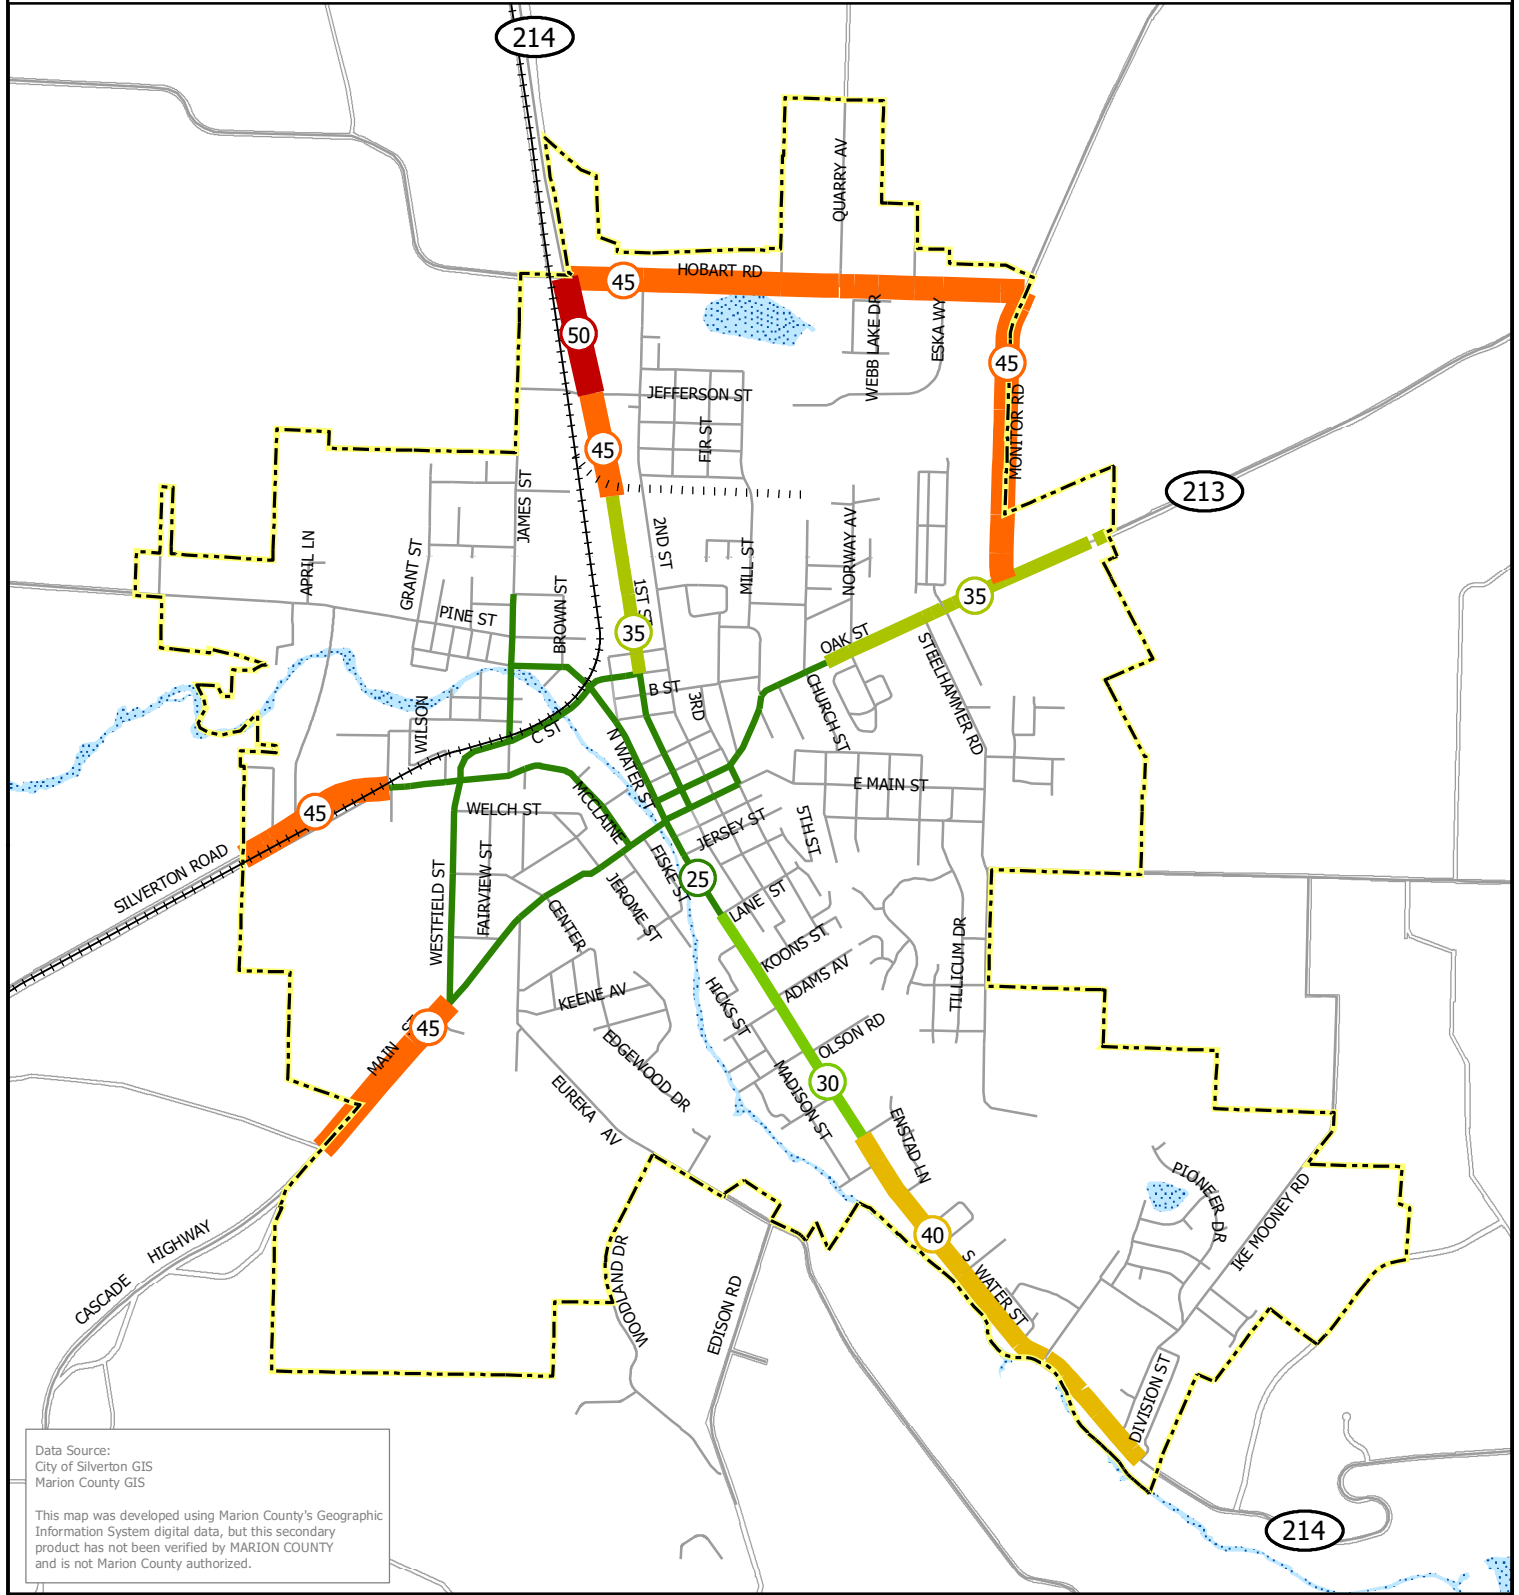 214
QUARRY AV
HOBART RD
45
50
WEBB LAKE DR
ESKA WY
45
MONITOR RD
JEFFERSON ST
FIR ST
45
213
JAMES ST
2ND ST
MILL ST
NORWAY AV
APRIL LN
GRANT ST
PINE ST
BROWN ST
1ST ST
35
35
OAK ST
STEELHAMMER RD
CHURCH ST
B ST
3RD
WILSON
C ST
N WATER ST
E MAIN ST
45
WELCH ST
MCCLAINE
JERSEY ST
5TH ST
SILVERTON ROAD
WESTFIELD ST
FAIRVIEW ST
FISKE ST
25
JEROME ST
LANE ST
CENTER
KOONS ST
ADAMS AV
TILLICUM DR
KEENE AV
HICKS ST
MAIN ST
45
EDGEWOOD DR
OLSON RD
30
MADISON ST
EUREKA AV
ENSTAD LN
PIONEER DR
IKE MOONEY RD
40
S WATER ST
CASCADE HIGHWAY
WOODLAND DR
EDISON RD
DIVISION ST
214
Data Source:
City of Silverton GIS
Marion County GIS
This map was developed using Marion County's Geographic
Information System digital data, but this secondary
product has not been verified by MARION COUNTY
and is not Marion County authorized.